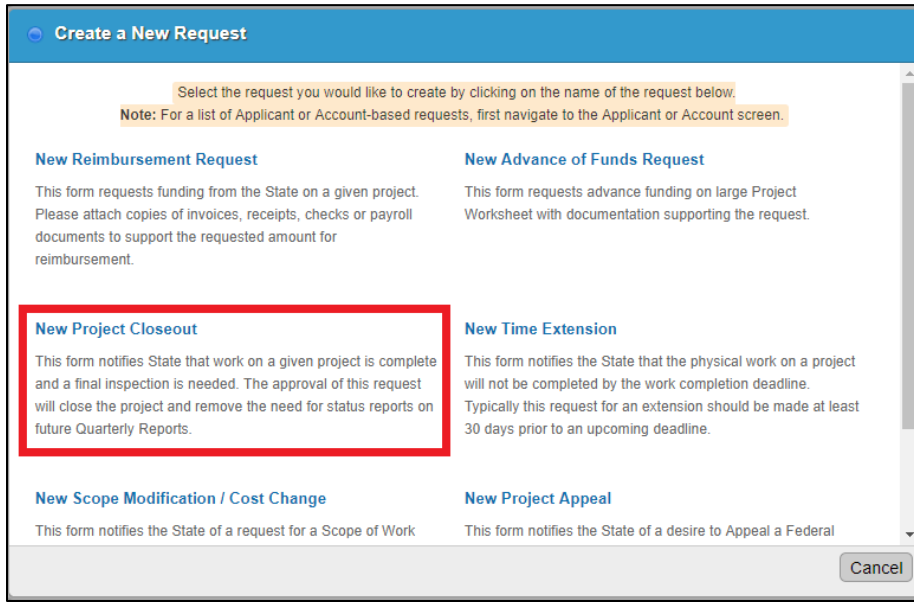 Create a New Request
Select the request you would like to create by clicking on the name of the request below.
Note: For a list of Applicant or Account-based requests, first navigate to the Applicant or Account screen.
New Reimbursement Request
This form requests funding from the State on a given project.
Please attach copies of invoices, receipts, checks or payroll
documents to support the requested amount for
reimbursement.
New Advance of Funds Request
This form requests advance funding on large Project
Worksheet with documentation supporting the request.
New Project Closeout
This form notifies State that work on a given project is complete
and a final inspection is needed. The approval of this request
will close the project and remove the need for status reports on
future Quarterly Reports.
New Time Extension
This form notifies the State that the physical work on a project
will not be completed by the work completion deadline.
Typically this request for an extension should be made at least
30 days prior to an upcoming deadline.
New Scope Modification / Cost Change
This form notifies the State of a request for a Scope of Work
New Project Appeal
This form notifies the State of a desire to Appeal a Federal
Cancel